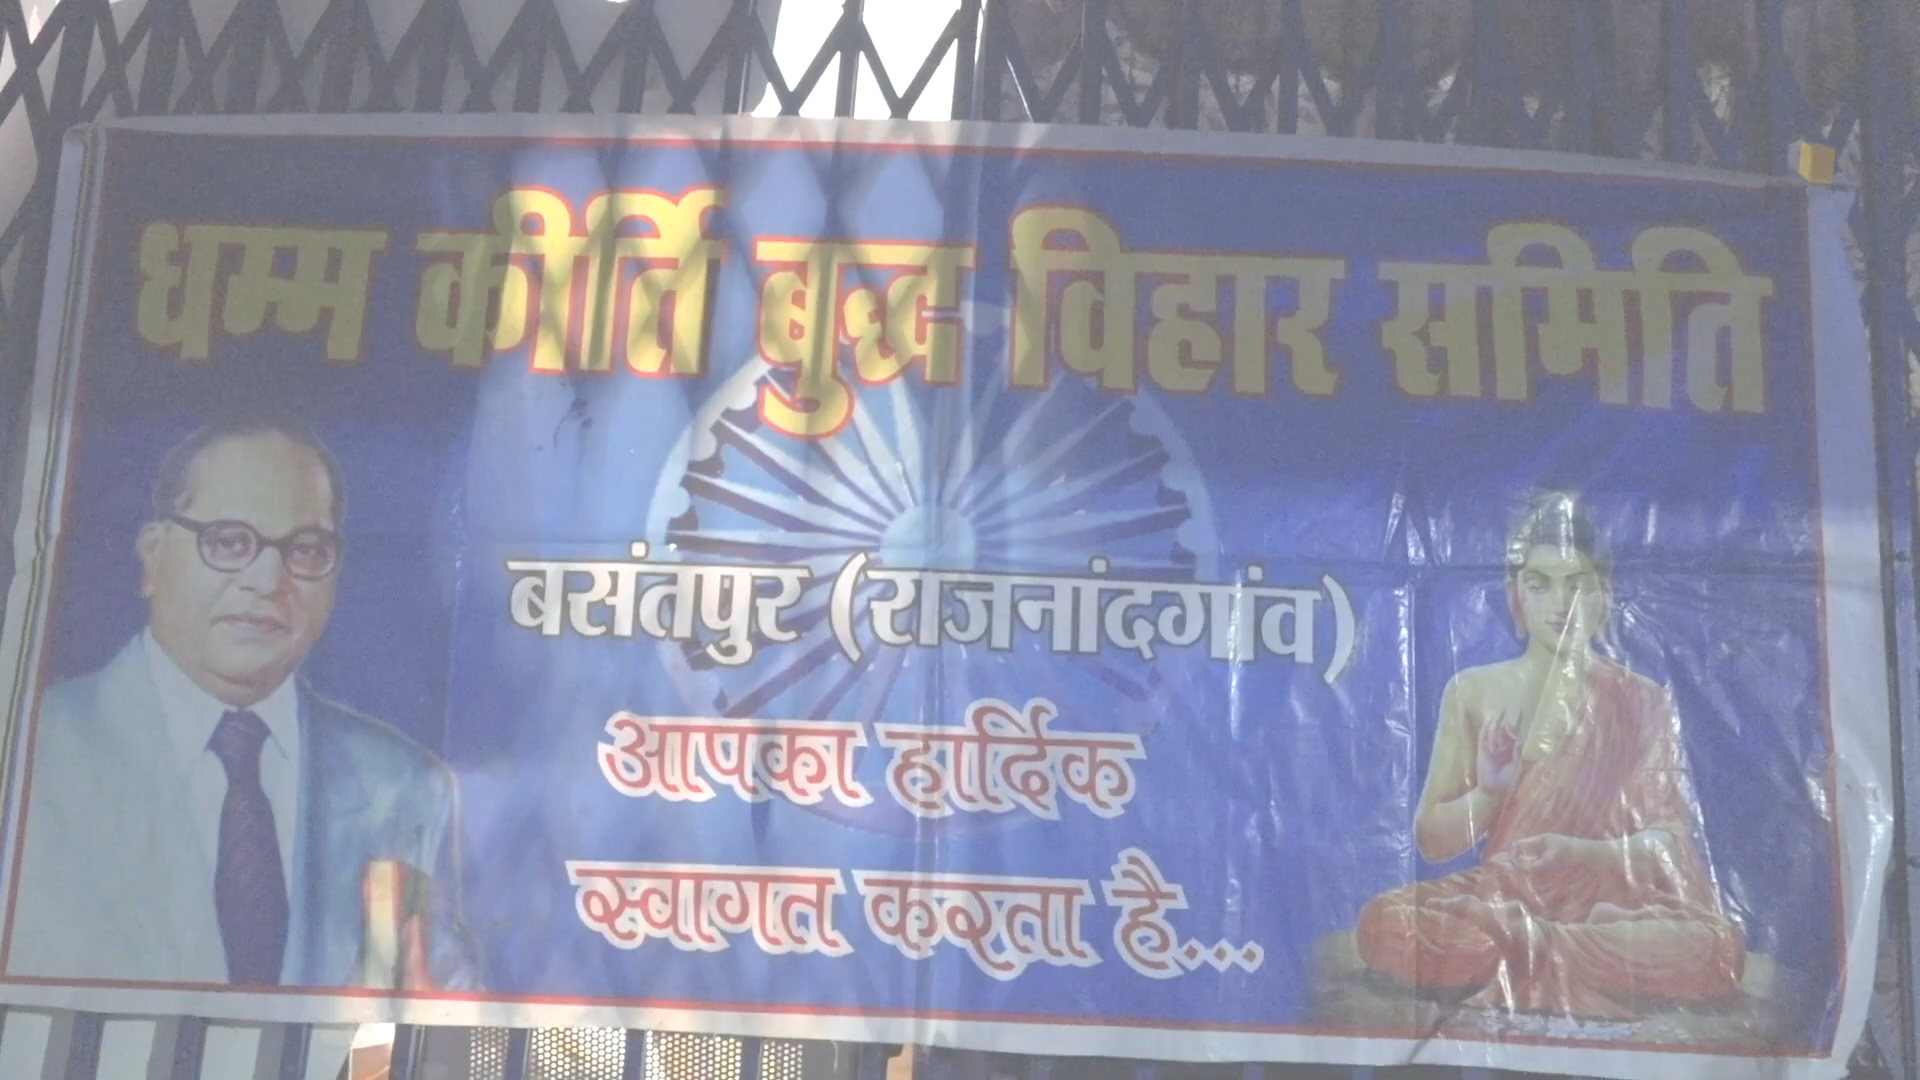 धम्म कीर्ति बुद्ध विहार समिति
बसंतपुर (राजनांदगांव)
आपका हार्दिक
स्वागत करता है...